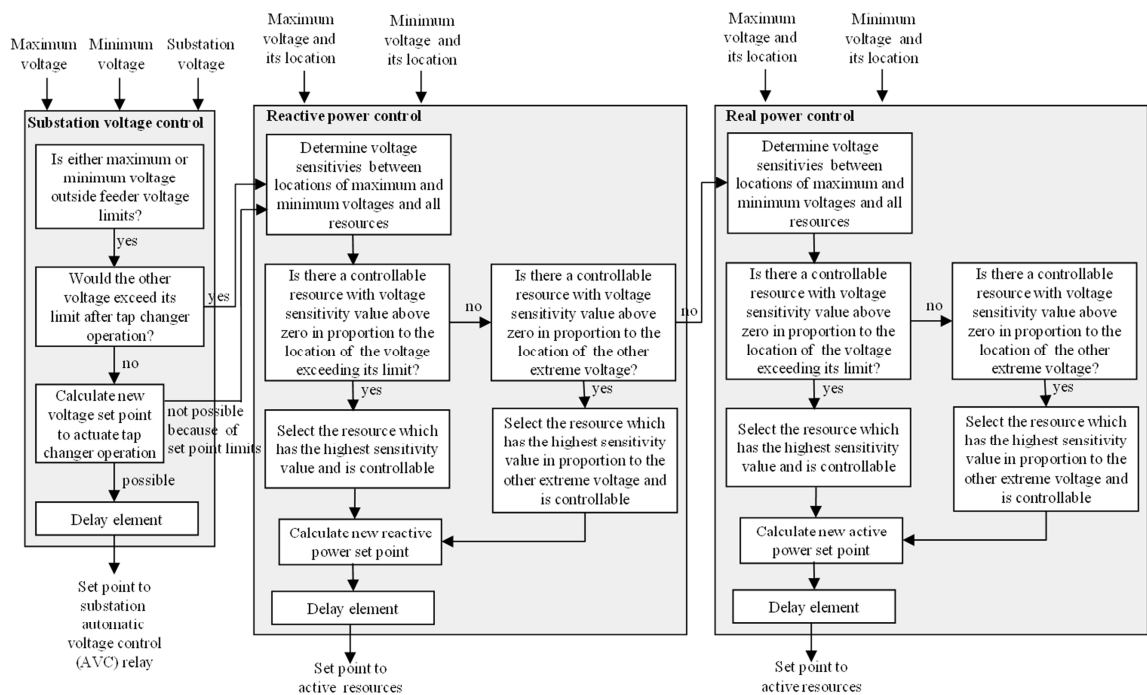 Maximum
voltage
Minimum
voltage
Substation
voltage
Substation voltage control
Is either maximum or
minimum voltage
outside feeder voltage
limits?
yes
Would the other
voltage exceed its
limit after tap changer
operation?
yes
no
Calculate new
voltage set point
to actuate tap
changer operation
not possible
because of
set point limits
possible
Delay element
Set point to
substation
automatic
voltage control
(AVC) relay
Maximum
voltage and
its location
Minimum
voltage and
its location
Reactive power control
Determine voltage
sensitivies between
locations of maximum and
minimum voltages and all
resources
Is there a controllable
resource with voltage
sensitivity value above
zero in proportion to the
location of the voltage
exceeding its limit?
no
Is there a controllable
resource with voltage
sensitivity value above
zero in proportion to the
location of the other
extreme voltage?
no
yes
yes
Select the resource which
has the highest sensitivity
value and is controllable
Select the resource which
has the highest sensitivity
value in proportion to the
other extreme voltage and
is controllable
Calculate new reactive
power set point
Delay element
Set point to
active resources
Maximum
voltage and
its location
Minimum
voltage and
its location
Real power control
Determine voltage
sensitivies between
locations of maximum and
minimum voltages and all
resources
Is there a controllable
resource with voltage
sensitivity value above
zero in proportion to the
location of the voltage
exceeding its limit?
no
Is there a controllable
resource with voltage
sensitivity value above
zero in proportion to the
location of the other
extreme voltage?
yes
yes
Select the resource which
has the highest sensitivity
value and is controllable
Select the resource which
has the highest sensitivity
value in proportion to the
other extreme voltage and
is controllable
Calculate new active
power set point
Delay element
Set point to
active resources